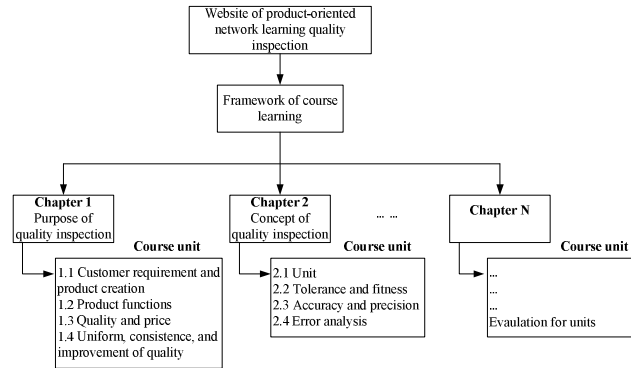 Website of product-oriented
network learning quality
inspection
Framework of course
learning
Chapter 1
Purpose of
quality inspection
Chapter 2
Concept of
quality inspection
... ...
Chapter N
Course unit
1.1 Customer requirement and
product creation
1.2 Product functions
1.3 Quality and price
1.4 Uniform, consistence, and
improvement of quality
Course unit
2.1 Unit
2.2 Tolerance and fitness
2.3 Accuracy and precision
2.4 Error analysis
Course unit
...
...
...
Evaulation for units